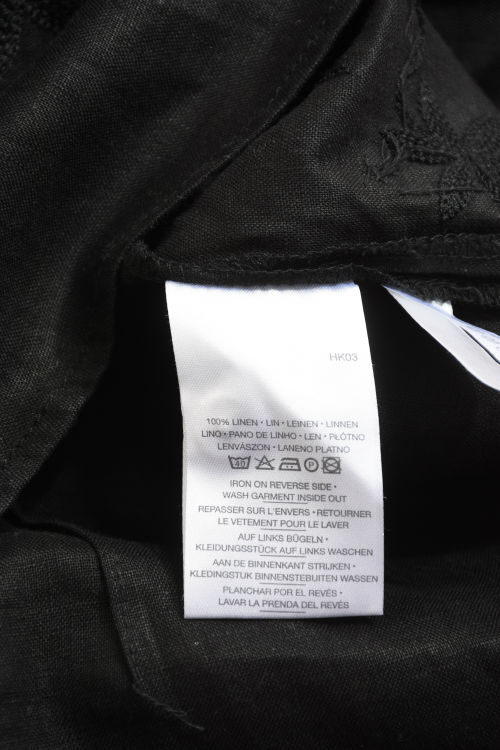 HK03
100% LINEN • LIN • LEINEN • LINNEN
LINO • PANO DE LINHO • LEN • PŁÓTNO
LENVÁSZON • LANENO PLATNO
40 P
IRON ON REVERSE SIDE •
WASH GARMENT INSIDE OUT
REPASSER SUR L'ENVERS • RETOURNER
LE VETEMENT POUR LE LAVER
AUF LINKS BÜGELN •
KLEIDUNGSSTÜCK AUF LINKS WASCHEN
AAN DE BINNENKANT STRIJKEN •
KLEDINGSTUK BINNENSTEBUITEN WASSEN
PLANCHAR POR EL REVÉS •
LAVAR LA PRENDA DEL REVÉS